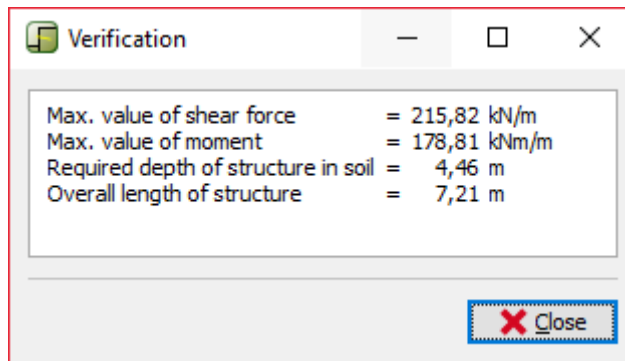 Verification
Max. value of shear force = 215,82 kN/m
Max. value of moment = 178,81 kNm/m
Required depth of structure in soil = 4,46 m
Overall length of structure = 7,21 m
Close